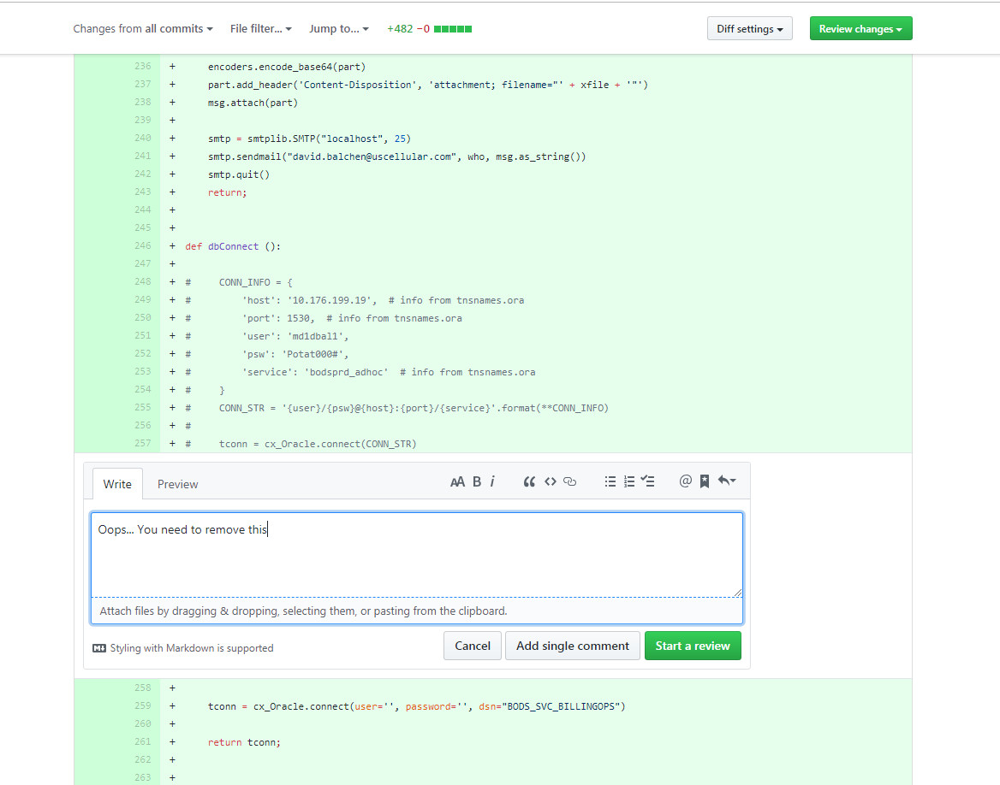 Changes from all commits File filter... Jump to... +482 −0 Diff settings Review changes
236 + encoders.encode_base64(part)
237 + part.add_header('Content-Disposition', 'attachment; filename="' + xfile + '"')
238 + msg.attach(part)
239 +
240 + smtp = smtplib.SMTP("localhost", 25)
241 + smtp.sendmail("david.balchen@uscellular.com", who, msg.as_string())
242 + smtp.quit()
243 + return;
244 +
245 +
246 + def dbConnect ():
247 +
248 + # CONN_INFO = {
249 + # 'host': '10.176.199.19', # info from tnsnames.ora
250 + # 'port': 1530, # info from tnsnames.ora
251 + # 'user': 'md1dbal1',
252 + # 'psw': 'Potat000#',
253 + # 'service': 'bodsprd_adhoc' # info from tnsnames.ora
254 + # }
255 + # CONN_STR = '{user}/{psw}@{host}:{port}/{service}'.format(**CONN_INFO)
256 + #
257 + # tconn = cx_Oracle.connect(CONN_STR)
Write Preview AA B i
Oops... You need to remove this
Attach files by dragging & dropping, selecting them, or pasting from the clipboard.
Styling with Markdown is supported Cancel Add single comment Start a review
258 +
259 + tconn = cx_Oracle.connect(user='', password='', dsn="BODS_SVC_BILLINGOPS")
260 +
261 + return tconn;
262 +
263 +